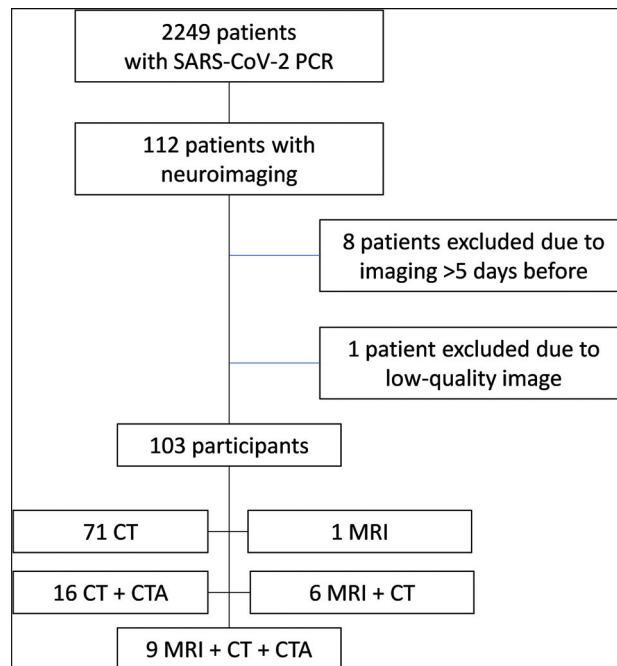 2249 patients
with SARS-CoV-2 PCR
112 patients with
neuroimaging
8 patients excluded due to
imaging >5 days before
1 patient excluded due to
low-quality image
103 participants
71 CT
1 MRI
16 CT + CTA
6 MRI + CT
9 MRI + CT + CTA